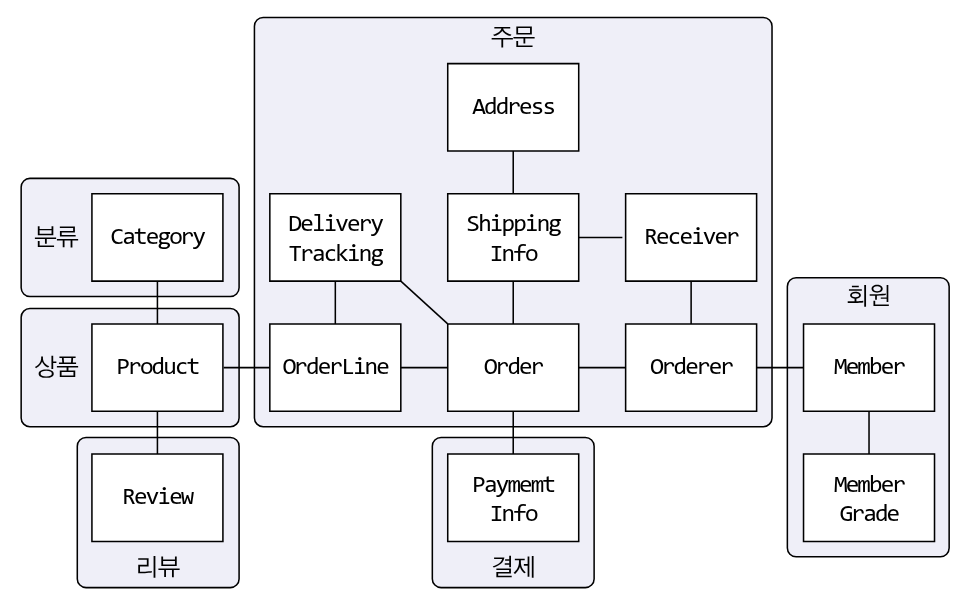 주문
Address
분류
Category
Delivery
Tracking
Shipping
Info
Receiver
회원
상품
Product
OrderLine
Order
Orderer
Member
Review
리뷰
Paymemt
Info
결제
Member
Grade